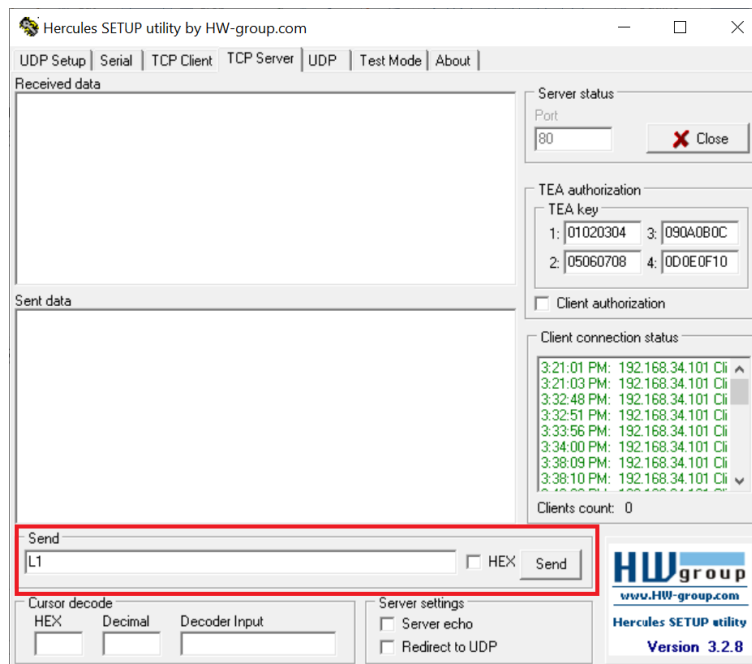 Hercules SETUP utility by HW-group.com
UDP Setup Serial TCP Client TCP Server UDP Test Mode About
Received data
Server status
Port
80
Close
TEA authorization
TEA key
1: 01020304 3: 090A0B0C
2: 05060708 4: 0D0E0F10
Client authorization
Sent data
Client connection status
3:21:01 PM: 192.168.34.101 Cli
3:21:03 PM: 192.168.34.101 Cli
3:32:48 PM: 192.168.34.101 Cli
3:32:51 PM: 192.168.34.101 Cli
3:33:56 PM: 192.168.34.101 Cli
3:34:00 PM: 192.168.34.101 Cli
3:38:09 PM: 192.168.34.101 Cli
3:38:10 PM: 192.168.34.101 Cli
Clients count: 0
Send
L1
HEX Send
Cursor decode
HEX Decimal Decoder Input
Server settings
Server echo
Redirect to UDP
HWgroup
www.HW-group.com
Hercules SETUP utility
Version 3.2.8